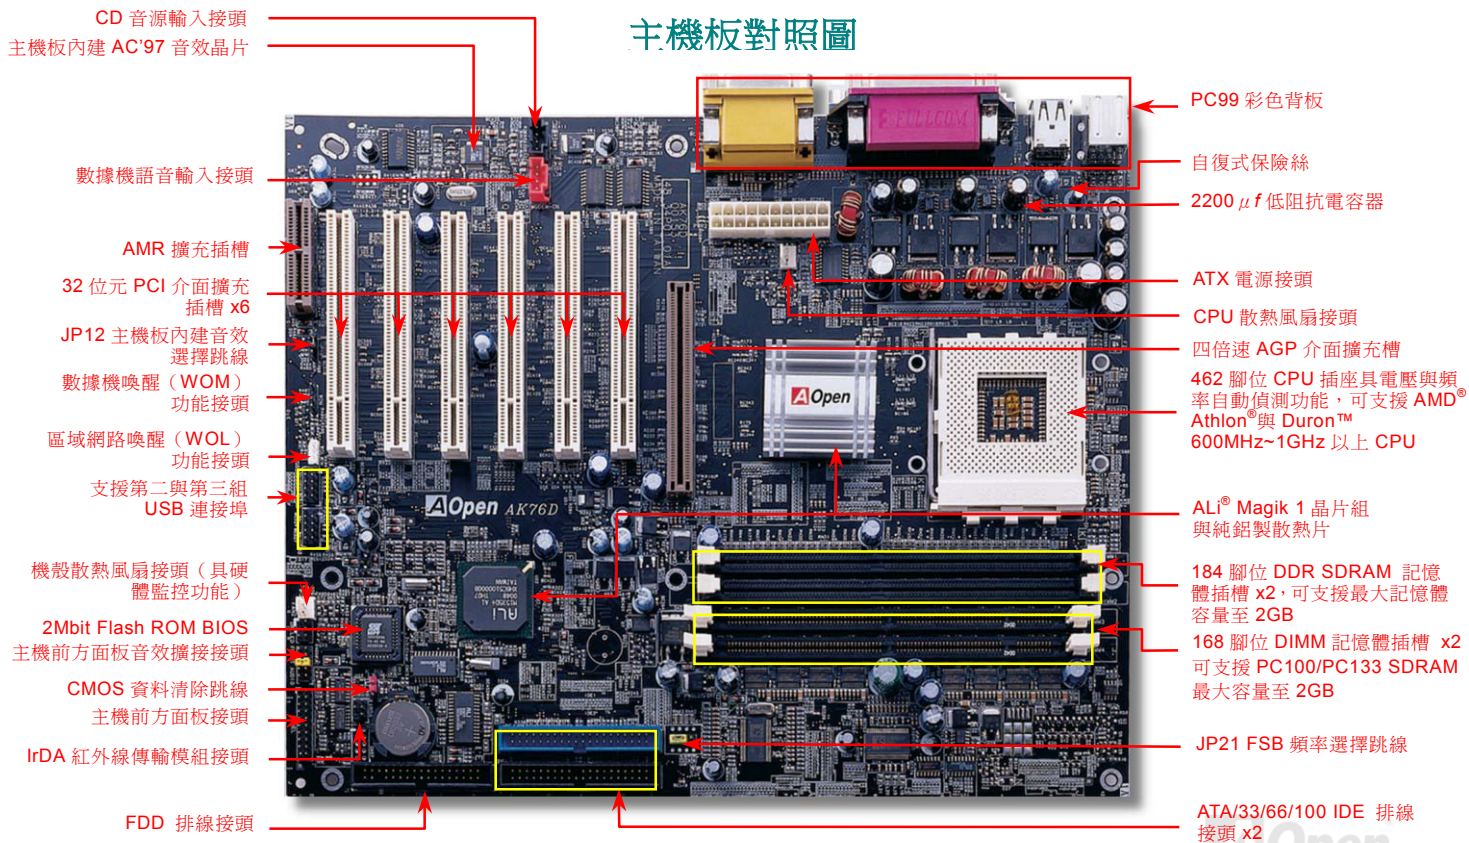 主機板對照圖
CD 音源輸入接頭
主機板內建 AC'97 音效晶片
數據機語音輸入接頭
AMR 擴充插槽
32 位元 PCI 介面擴充
插槽 x6
JP12 主機板內建音效
選擇跳線
數據機喚醒（WOM）
功能接頭
區域網路喚醒（WOL）
功能接頭
支援第二與第三組
USB 連接埠
機殼散熱風扇接頭（具硬
體監控功能）
2Mbit Flash ROM BIOS
主機前方面板音效擴接接頭
CMOS 資料清除跳線
主機前方面板接頭
IrDA 紅外線傳輸模組接頭
FDD 排線接頭
PC99 彩色背板
自復式保險絲
2200 μf 低阻抗電容器
ATX 電源接頭
CPU 散熱風扇接頭
四倍速 AGP 介面擴充槽
462 腳位 CPU 插座具電壓與頻
率自動偵測功能，可支援 AMD®
Athlon®與 Duron™
600MHz~1GHz 以上 CPU
ALi® Magik 1 晶片組
與純鋁製散熱片
184 腳位 DDR SDRAM 記憶
體插槽 x2，可支援最大記憶體
容量至 2GB
168 腳位 DIMM 記憶體插槽 x2
可支援 PC100/PC133 SDRAM
最大容量至 2GB
JP21 FSB 頻率選擇跳線
ATA/33/66/100 IDE 排線
接頭 x2
FULLCOM
AOpen
AOpen AK76D
ALi
Open